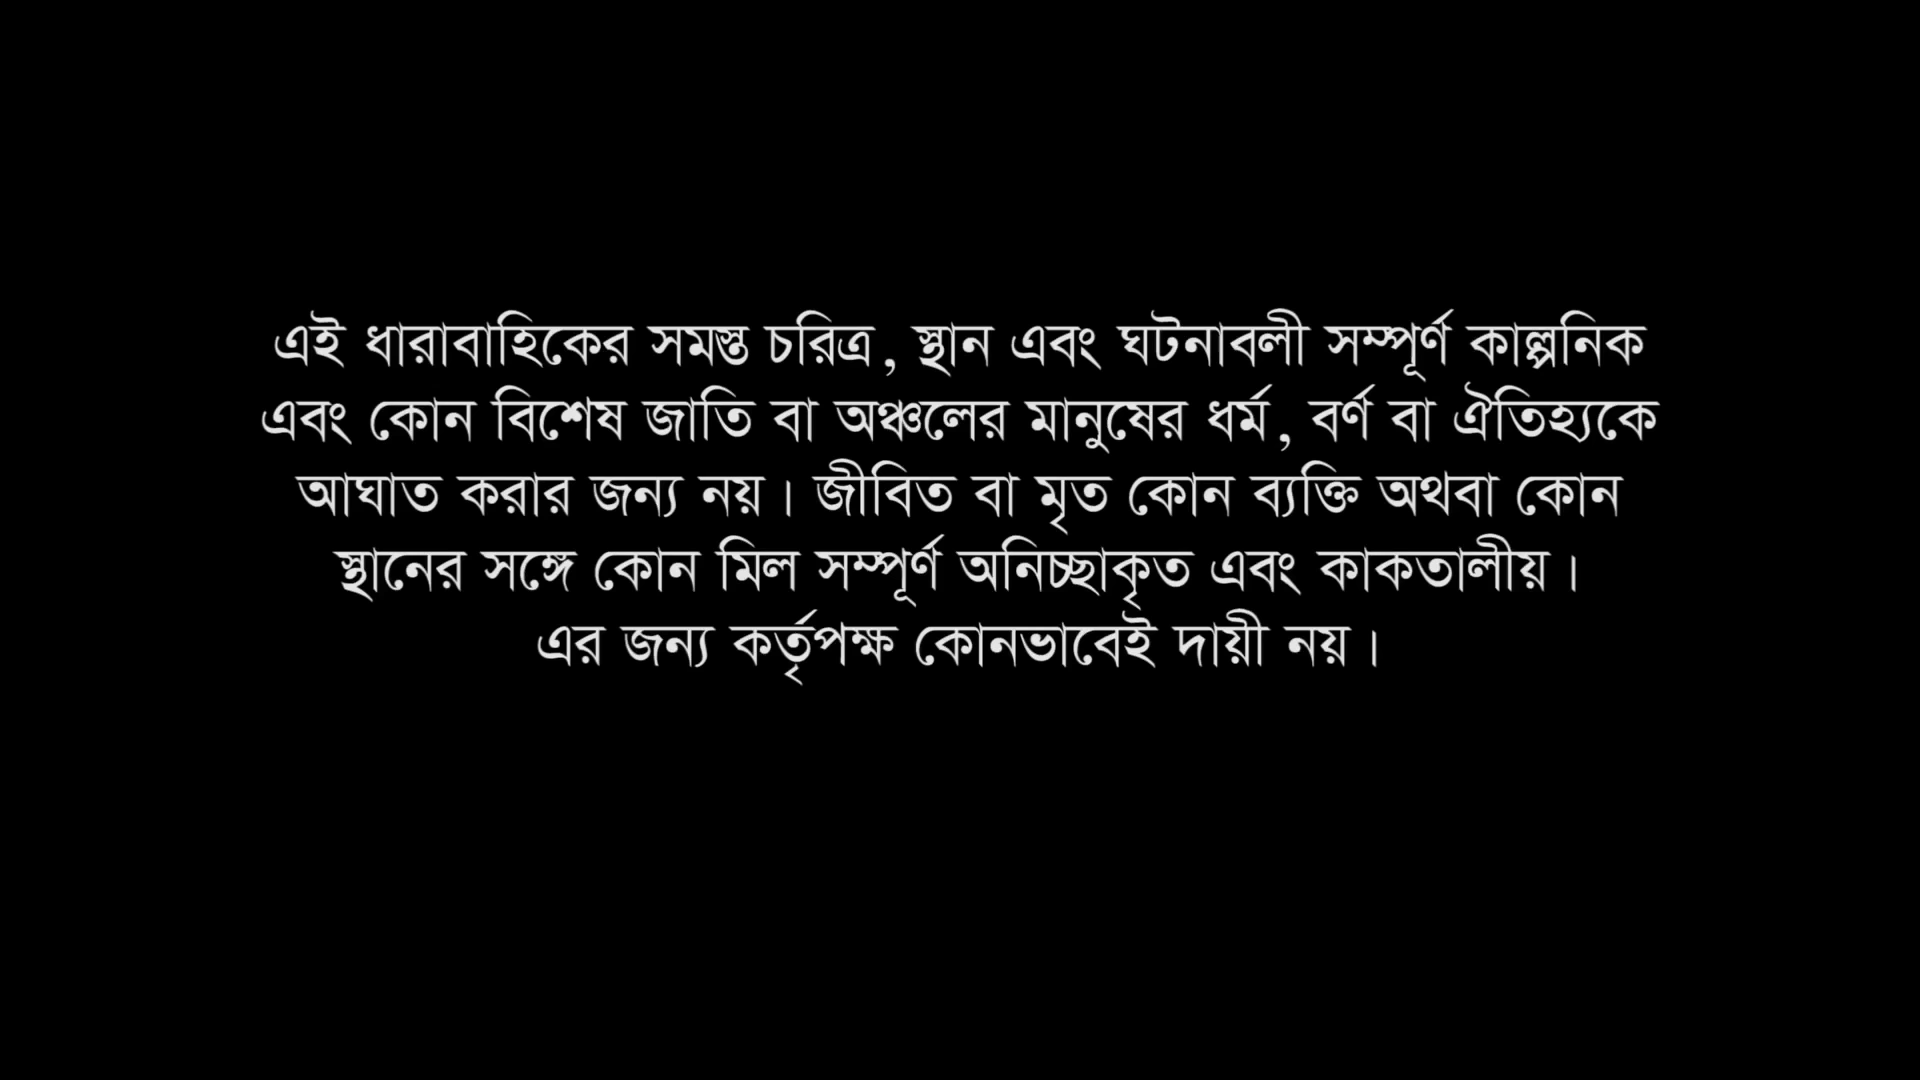 এই ধারাবাহিকের সমস্ত চরিত্র, স্থান এবং ঘটনাবলী সম্পূর্ণ কাল্পনিক
এবং কোন বিশেষ জাতি বা অঞ্চলের মানুষের ধর্ম, বর্ণ বা ঐতিহ্যকে
আঘাত করার জন্য নয়। জীবিত বা মৃত কোন ব্যক্তি অথবা কোন
স্থানের সঙ্গে কোন মিল সম্পূর্ণ অনিচ্ছাকৃত এবং কাকতালীয়।
এর জন্য কর্তৃপক্ষ কোনভাবেই দায়ী নয়।